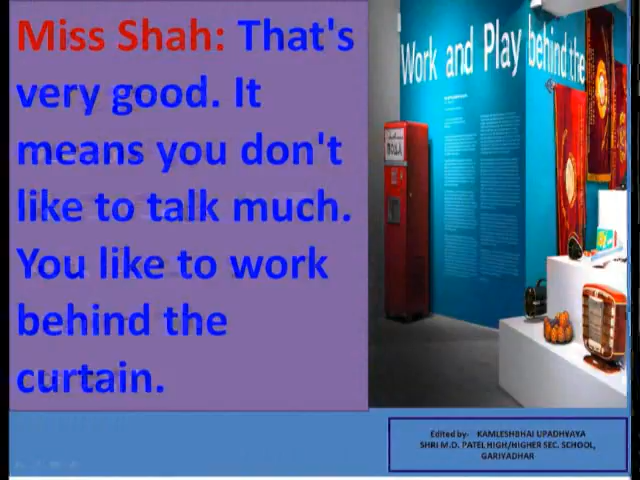 Miss Shah: That's
very good. It
means you don't
like to talk much.
You like to work
behind the
curtain.
Work and Play behind the
Edited by- KAMLESHBHAI UPADHYAYA
SHRI M.D. PATEL HIGH/HIGHER SEC. SCHOOL,
GARIYADHAR